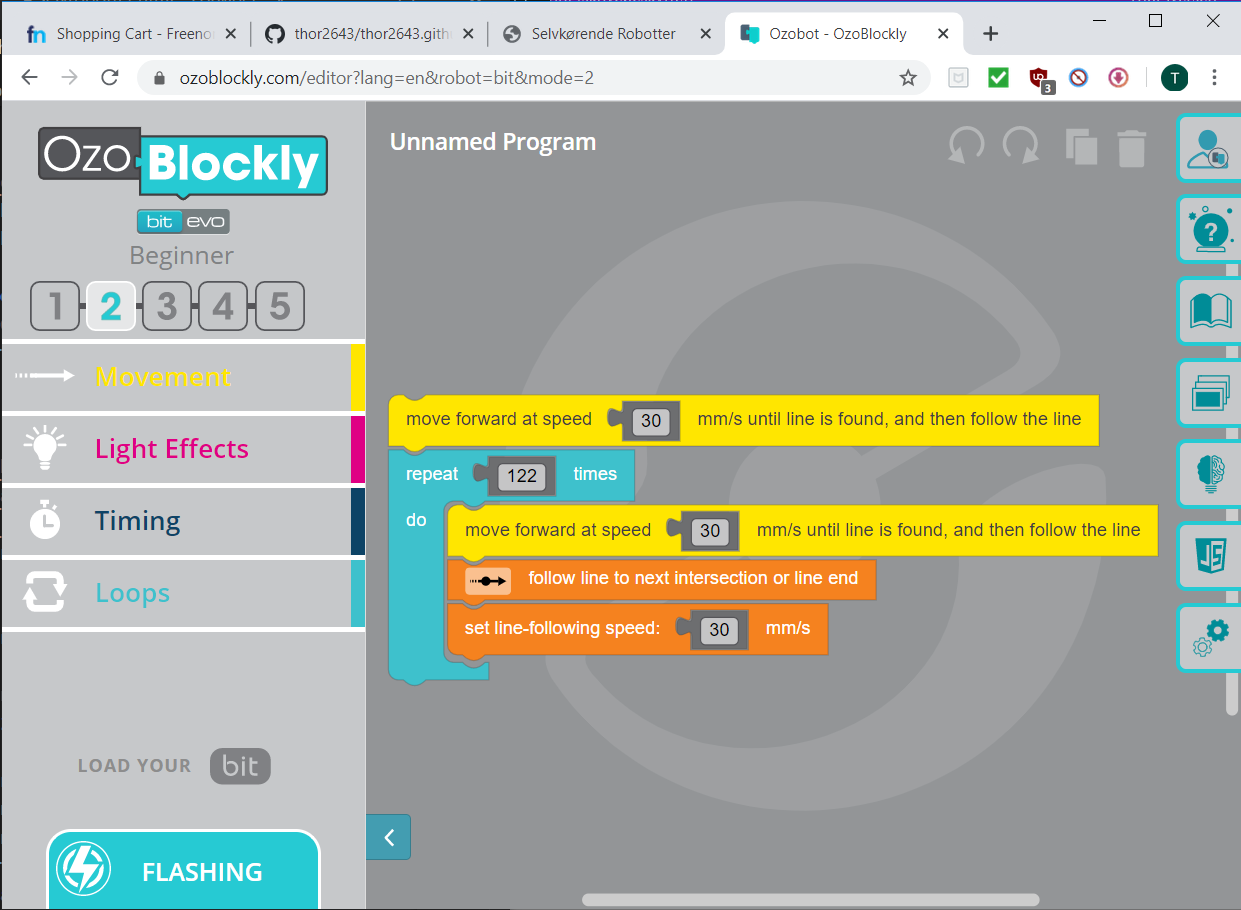 Shopping Cart - Freeno
thor2643/thor2643.gith
Selvkørende Robotter
Ozobot - OzoBlockly
ozoblockly.com/editor?lang=en&robot=bit&mode=2
3
T
Ozo
Blockly
bit evo
Beginner
1 2 3 4 5
Movement
Light Effects
Timing
Loops
LOAD YOUR bit
FLASHING
Unnamed Program
move forward at speed 30 mm/s until line is found, and then follow the line
repeat 122 times
do
move forward at speed 30 mm/s until line is found, and then follow the line
follow line to next intersection or line end
set line-following speed: 30 mm/s
?
JS